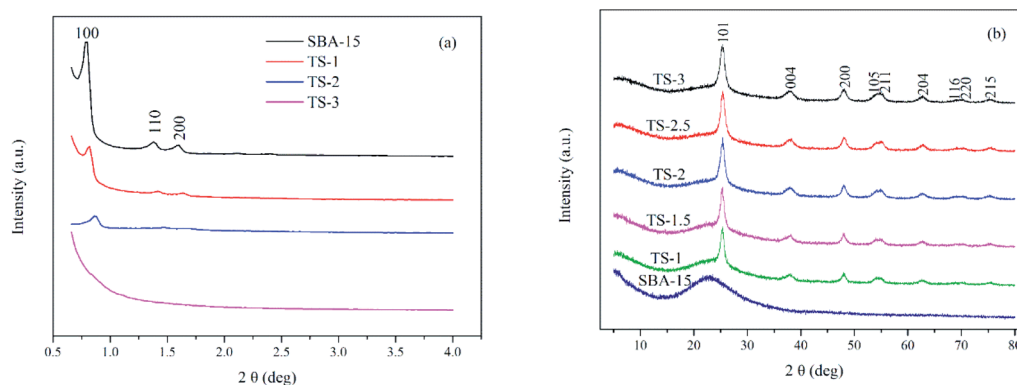 100
110
200
SBA-15
TS-1
TS-2
TS-3
(a)
Intensity (a.u.)
0.5 1.0 1.5 2.0 2.5 3.0 3.5 4.0
2 θ (deg)
(b)
101
004
200
105
211
204
116
220
215
TS-3
TS-2.5
TS-2
TS-1.5
TS-1
SBA-15
Intensity (a.u.)
10 20 30 40 50 60 70 80
2 θ (deg)